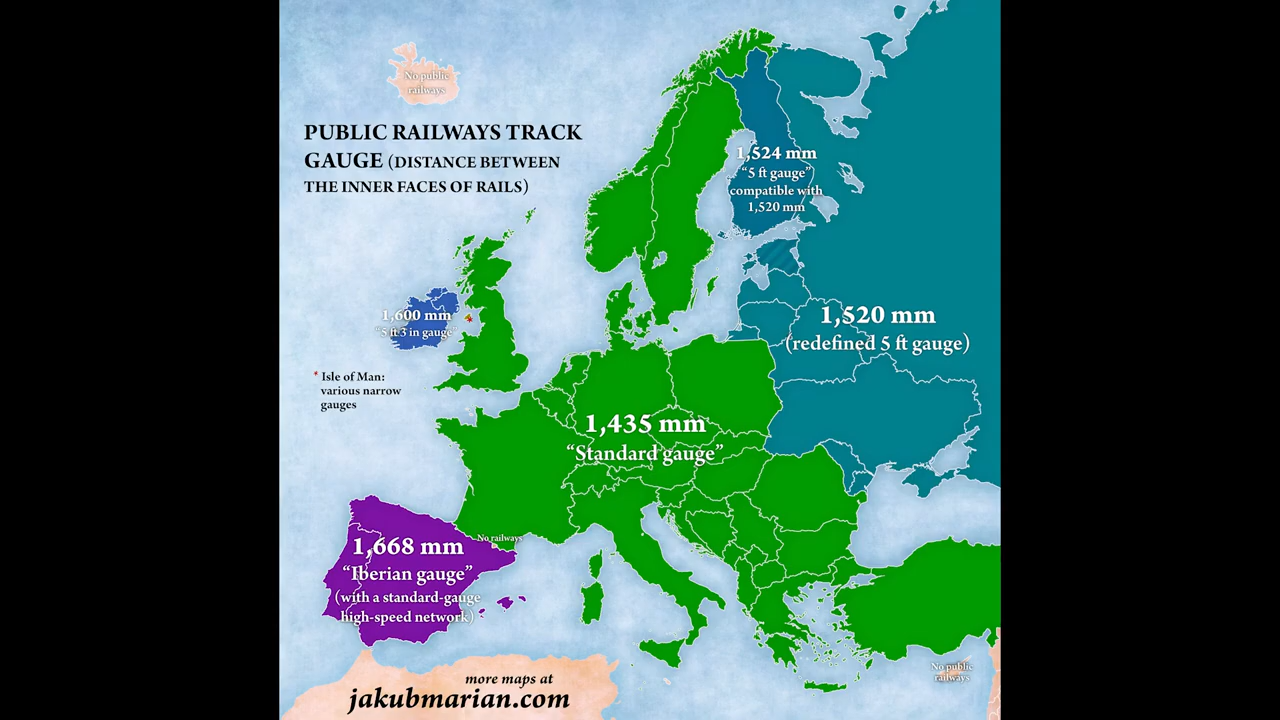 No public
railways
PUBLIC RAILWAYS TRACK
GAUGE (DISTANCE BETWEEN
THE INNER FACES OF RAILS)
1,524 mm
“5 ft gauge”
compatible with
1,520 mm
1,600 mm
“5 ft 3 in gauge”
1,520 mm
(redefined 5 ft gauge)
* Isle of Man:
various narrow
gauges
1,435 mm
“Standard gauge”
No railways
1,668 mm
“Iberian gauge”
(with a standard-gauge
high-speed network)
No public
railways
more maps at
jakubmarian.com